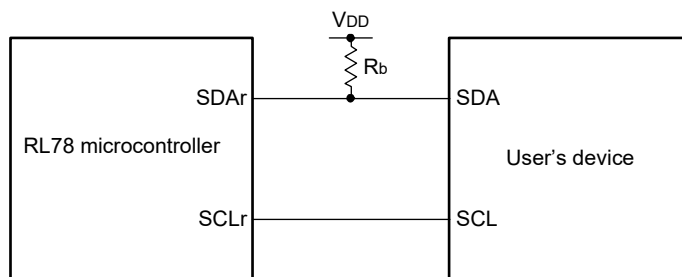 VDD
Rb
SDAr
SDA
RL78 microcontroller
User's device
SCLr
SCL